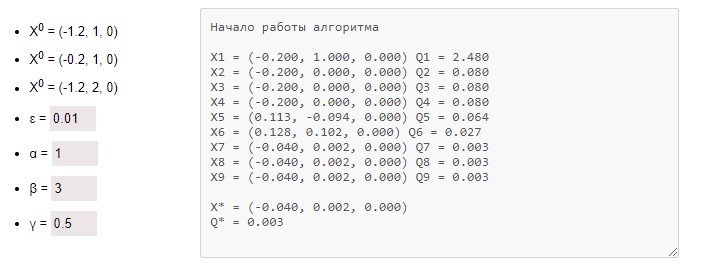 X⁰ = (-1.2, 1, 0)
X⁰ = (-0.2, 1, 0)
X⁰ = (-1.2, 2, 0)
ε = 0.01
α = 1
β = 3
γ = 0.5
Начало работы алгоритма
X1 = (-0.200, 1.000, 0.000) Q1 = 2.480
X2 = (-0.200, 0.000, 0.000) Q2 = 0.080
X3 = (-0.200, 0.000, 0.000) Q3 = 0.080
X4 = (-0.200, 0.000, 0.000) Q4 = 0.080
X5 = (0.113, -0.094, 0.000) Q5 = 0.064
X6 = (0.128, 0.102, 0.000) Q6 = 0.027
X7 = (-0.040, 0.002, 0.000) Q7 = 0.003
X8 = (-0.040, 0.002, 0.000) Q8 = 0.003
X9 = (-0.040, 0.002, 0.000) Q9 = 0.003
X* = (-0.040, 0.002, 0.000)
Q* = 0.003